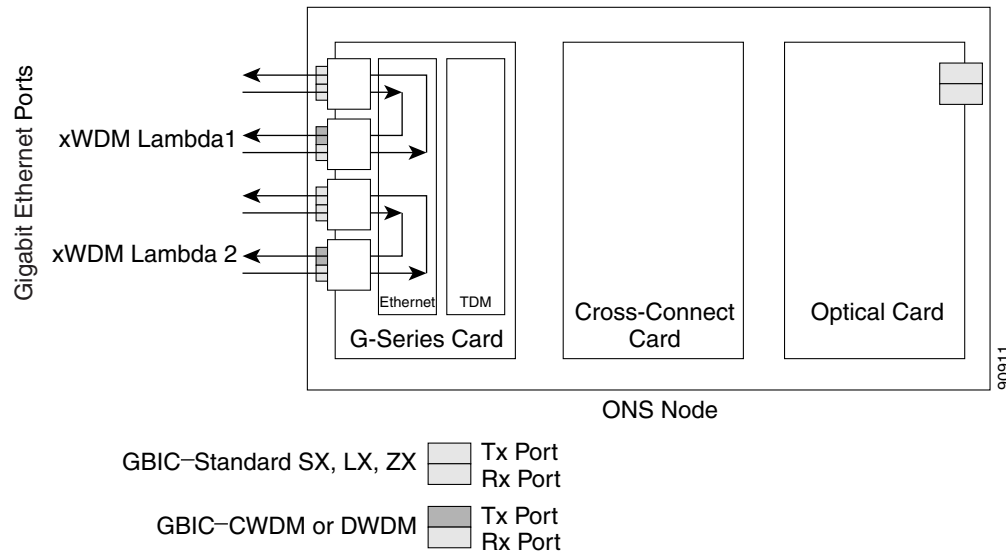 Gigabit Ethernet Ports
xWDM Lambda1
xWDM Lambda 2
Ethernet
TDM
G-Series Card
Cross-Connect
Card
Optical Card
90911
ONS Node
GBIC–Standard SX, LX, ZX
Tx Port
Rx Port
GBIC–CWDM or DWDM
Tx Port
Rx Port